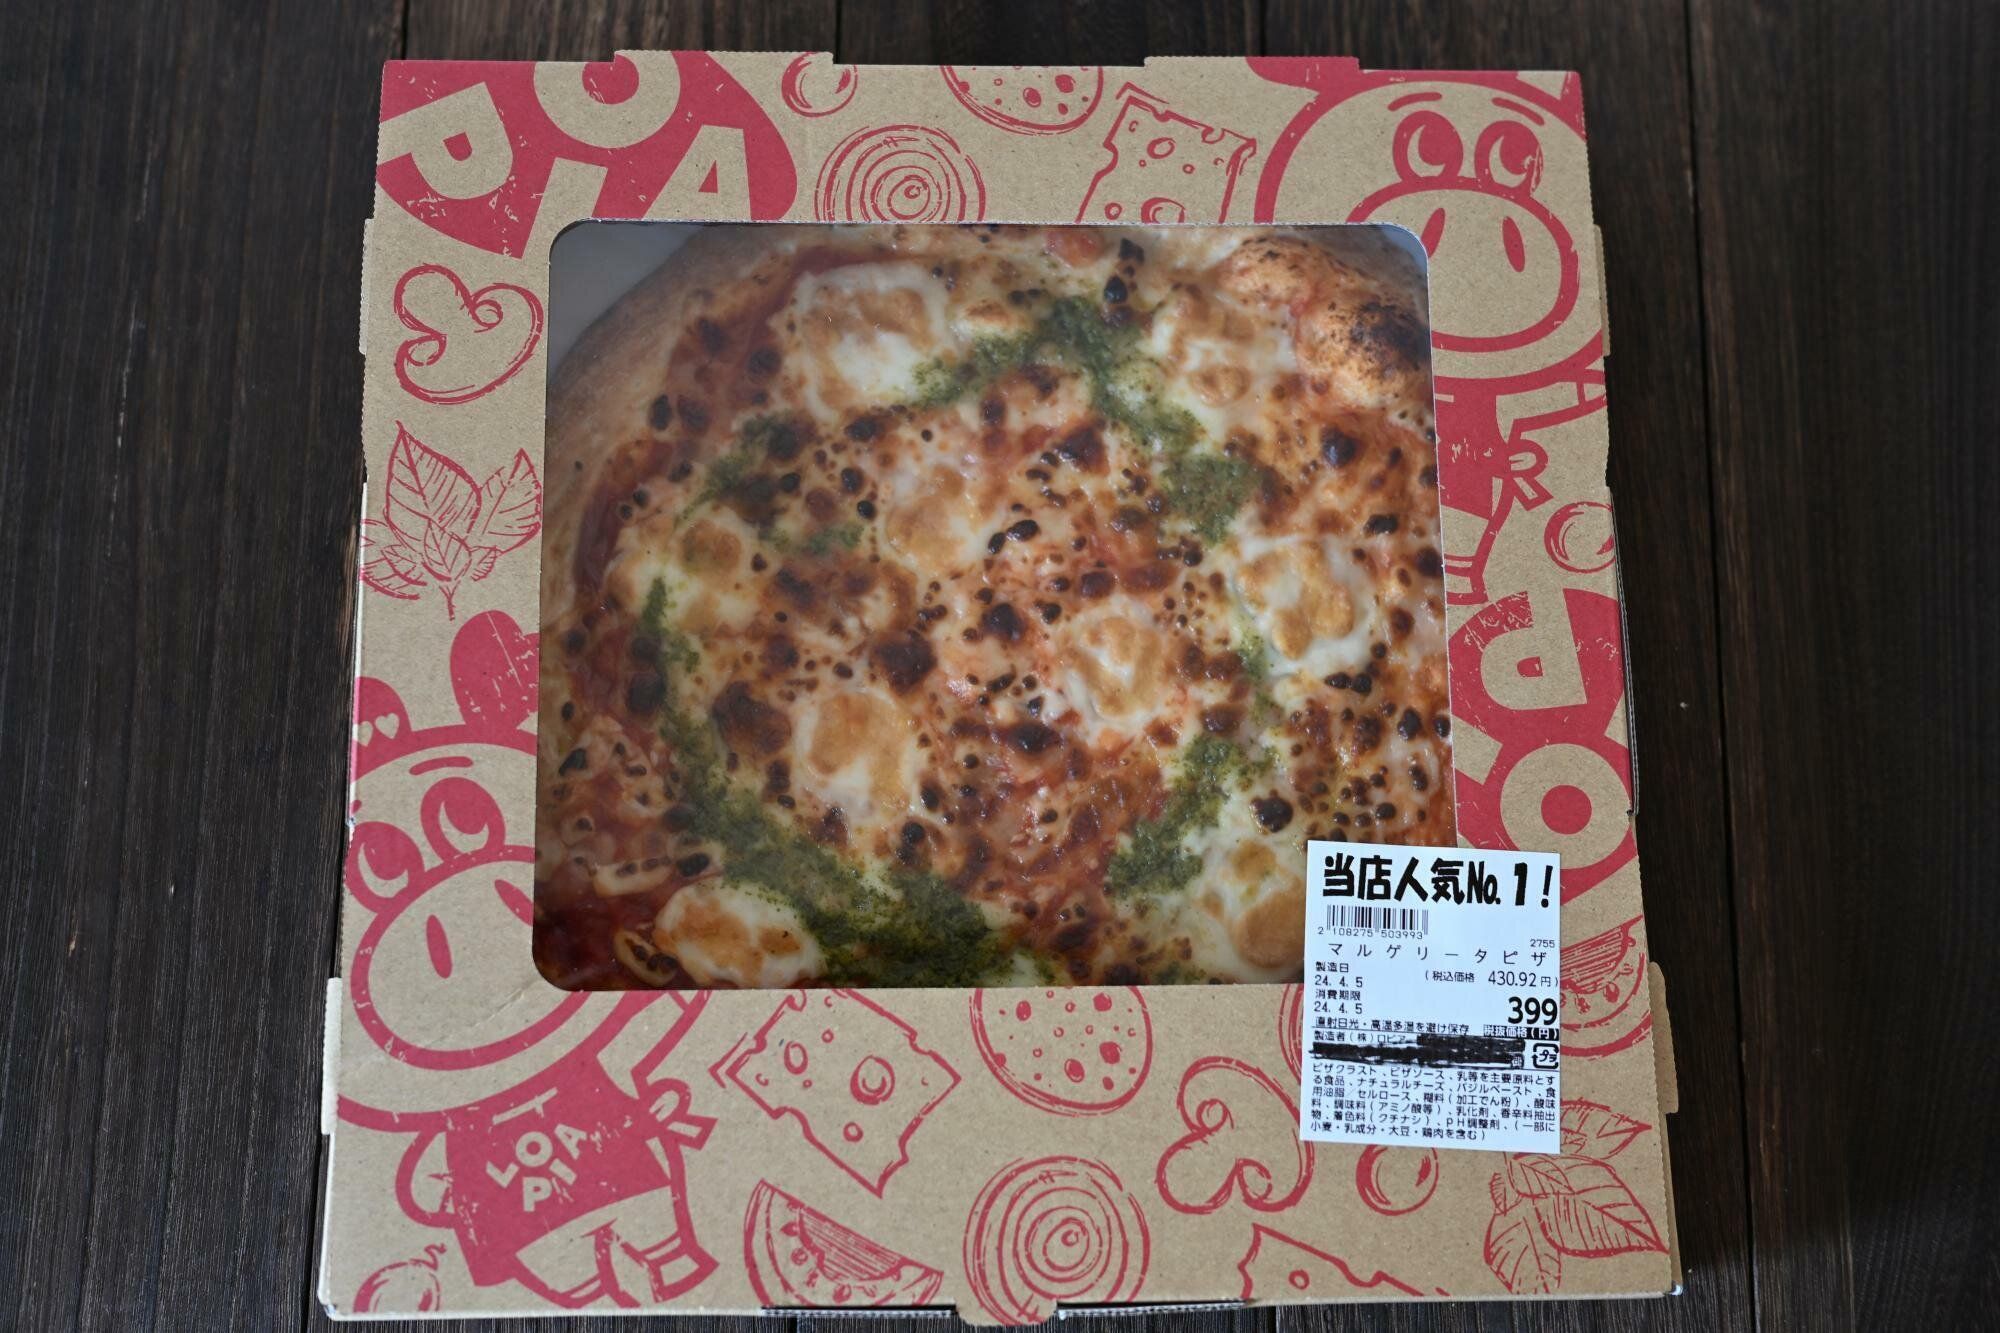 LOPIA
LOPIA
LO
PIA
当店人気No.1!
2 108275 503993
2755
マルゲリータピザ
製造日
24. 4. 5
(税込価格 430.92円)
消費期限
24. 4. 5
399
直射日光・高温多湿を避け保存 税抜価格(円)
製造者(株)ロピア
プラ
ピザクラスト、ピザソース、乳等を主要原料とす
る食品、ナチュラルチーズ、バジルペースト、食
用油脂／セルロース、糊料(加工でん粉)、酸味
料、調味料(アミノ酸等)、乳化剤、香辛料抽出
物、着色料(クチナシ)、pH調整剤、(一部に
小麦・乳成分・大豆・鶏肉を含む)